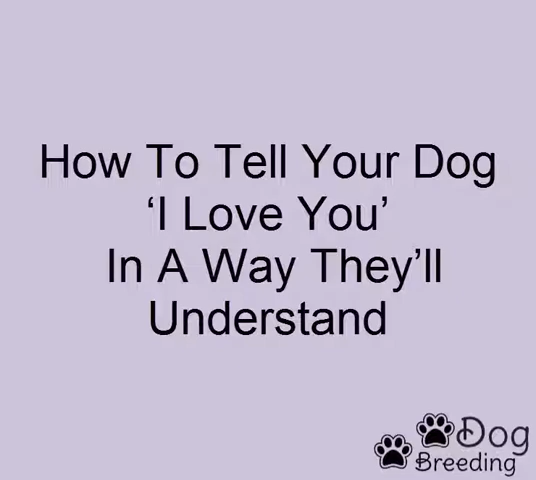 How To Tell Your Dog
‘I Love You’
In A Way They’ll
Understand
Dog
Breeding